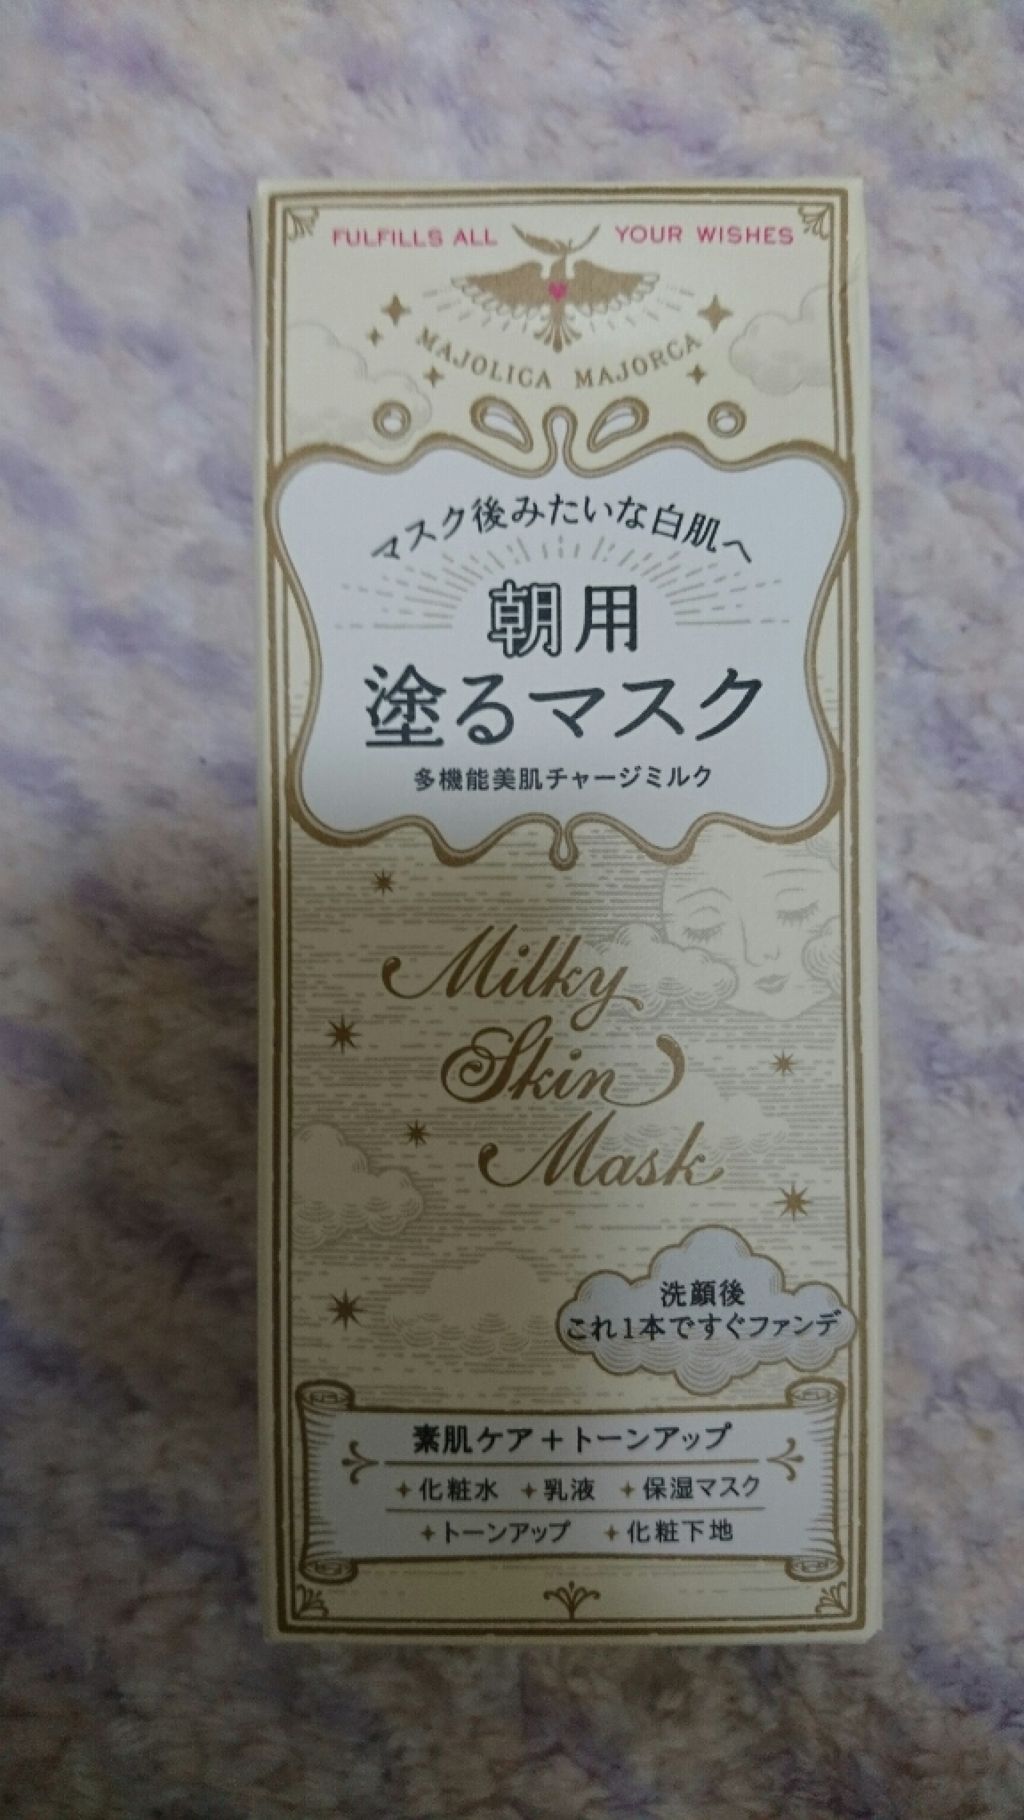 FULFILLS ALL YOUR WISHES
MAJOLICA MAJORCA
マスク後みたいな白肌へ
朝用
塗るマスク
多機能美肌チャージミルク
Milky
Skin
Mask
洗顔後
これ1本ですぐファンデ
素肌ケア+トーンアップ
化粧水 乳液 保湿マスク
トーンアップ 化粧下地